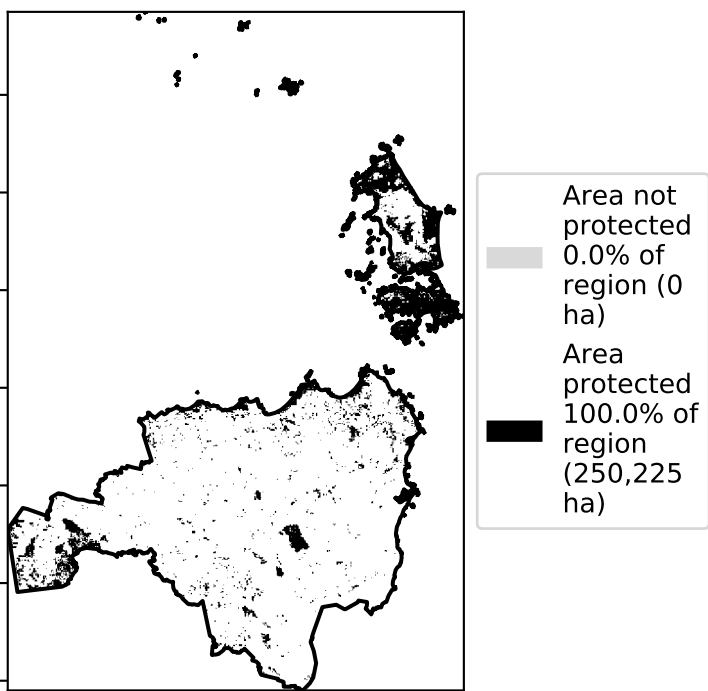 Area not
protected
0.0% of
region (0
ha)
Area
protected
100.0% of
region
(250,225
ha)